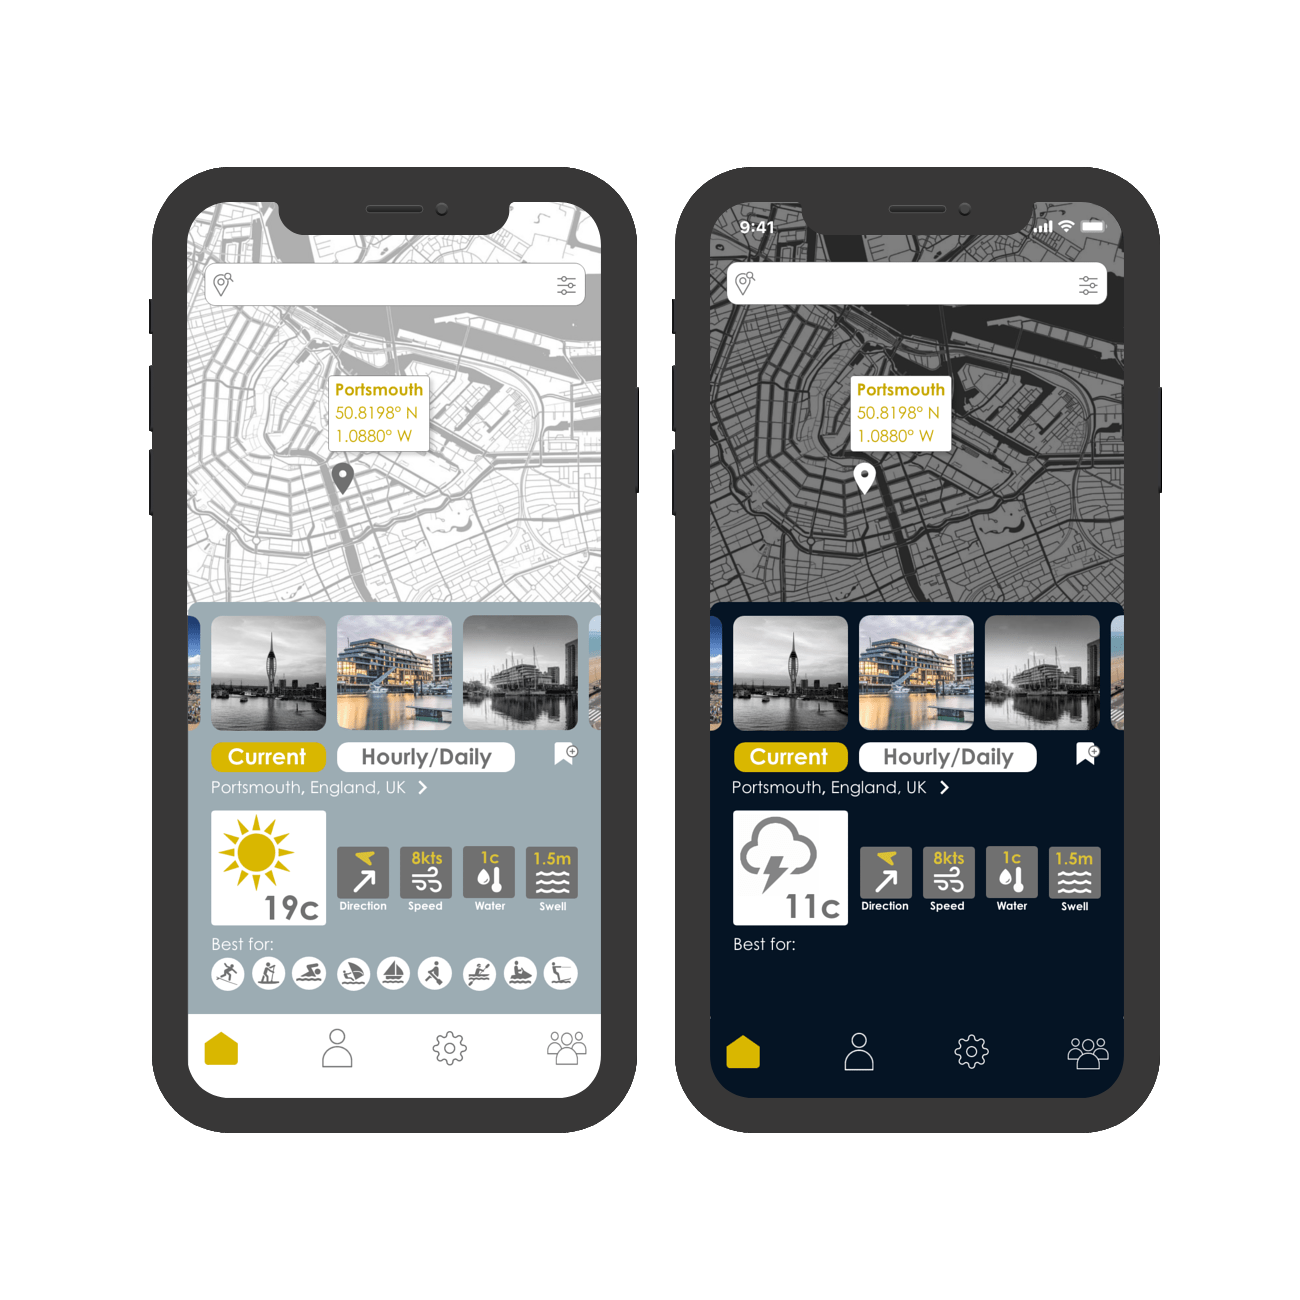 Portsmouth
50.8198° N
1.0880° W
Current
Hourly/Daily
Portsmouth, England, UK
19c
8kts
1c
1.5m
Direction
Speed
Water
Swell
Best for:
9:41
Portsmouth
50.8198° N
1.0880° W
Current
Hourly/Daily
Portsmouth, England, UK
11c
8kts
1c
1.5m
Direction
Speed
Water
Swell
Best for: